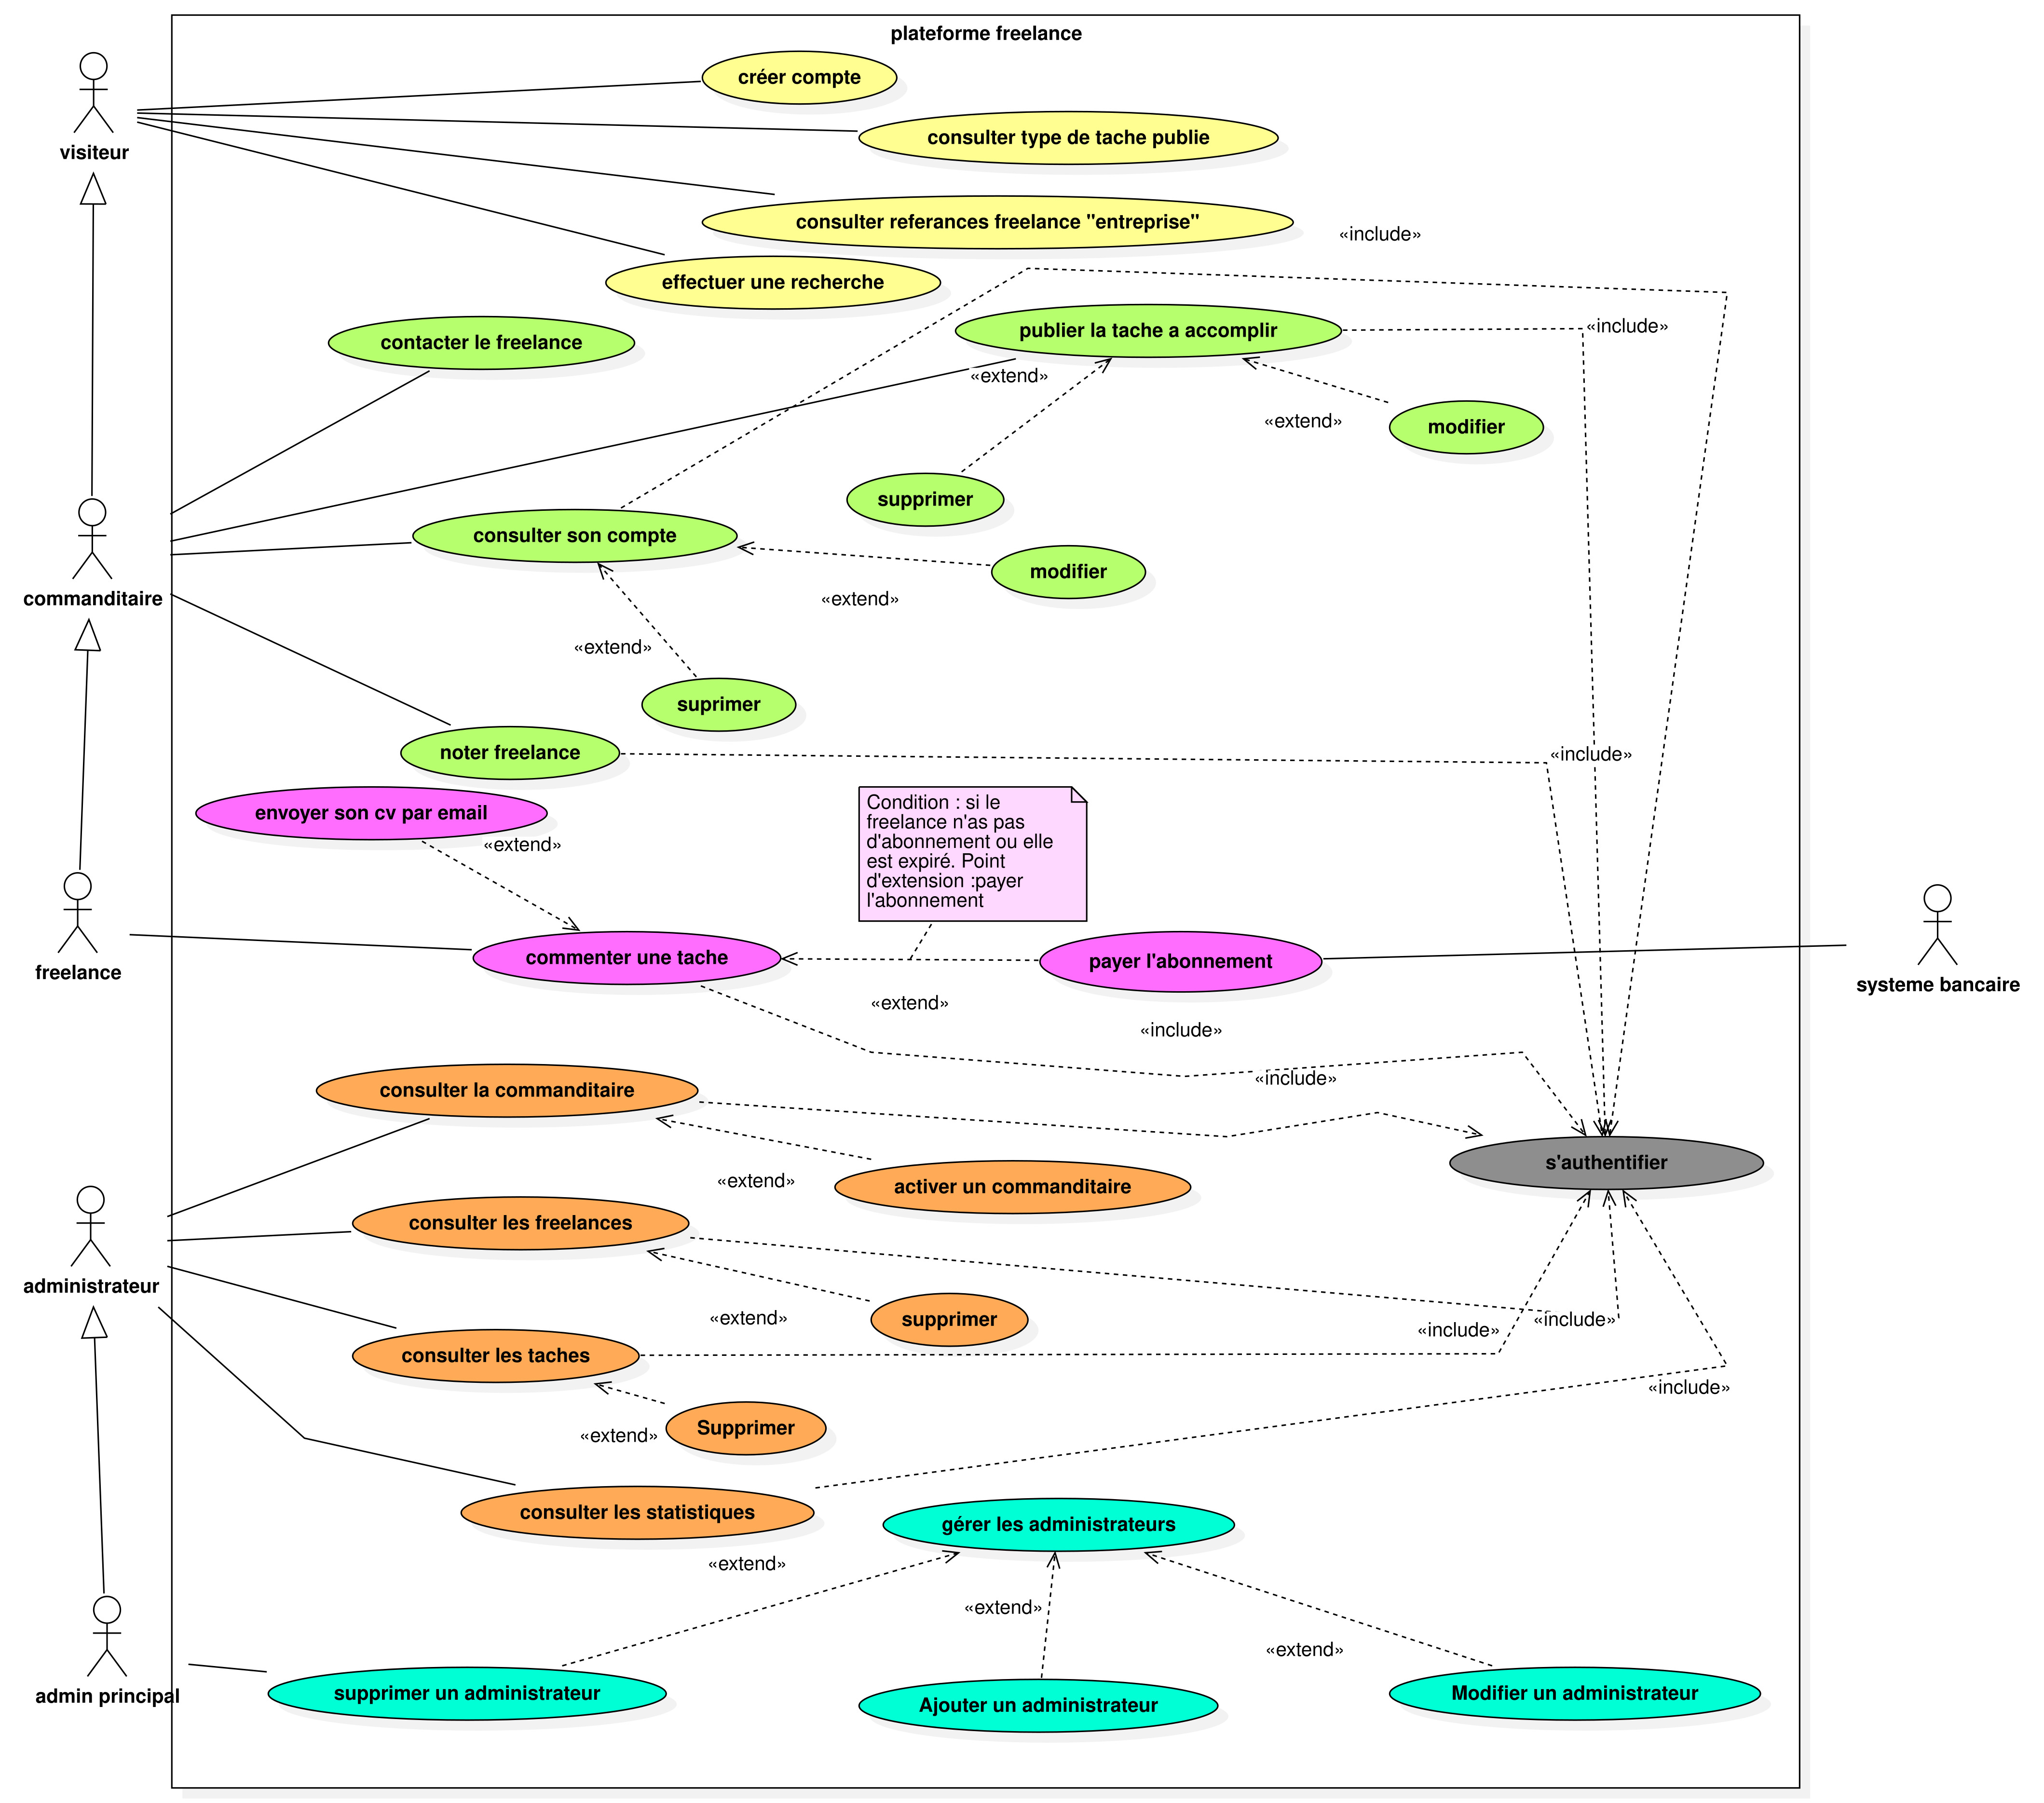 plateforme freelance
créer compte
visiteur
consulter type de tache publie
consulter referances freelance "entreprise"
«include»
effectuer une recherche
publier la tache a accomplir
«include»
contacter le freelance
«extend»
«extend»
modifier
supprimer
consulter son compte
modifier
«extend»
commanditaire
«extend»
suprimer
noter freelance
«include»
envoyer son cv par email
«extend»
Condition : si le
freelance n'as pas
d'abonnement ou elle
est expiré. Point
d'extension :payer
l'abonnement
freelance
commenter une tache
payer l'abonnement
systeme bancaire
«extend»
«include»
«include»
consulter la commanditaire
s'authentifier
«extend»
activer un commanditaire
consulter les freelances
administrateur
«extend»
supprimer
«include»
«include»
consulter les taches
«include»
Supprimer
«extend»
consulter les statistiques
gérer les administrateurs
«extend»
«extend»
«extend»
admin principal
supprimer un administrateur
Ajouter un administrateur
Modifier un administrateur